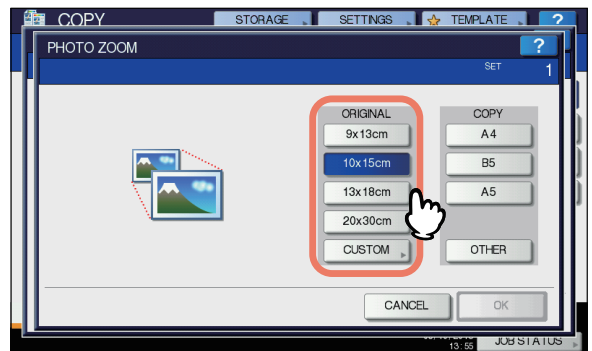 COPY STORAGE SETTINGS TEMPLATE ?
PHOTO ZOOM ?
SET 1
ORIGINAL COPY
9x13cm A4
10x15cm B5
13x18cm A5
20x30cm
CUSTOM OTHER
CANCEL OK
13:55 JOB STATUS